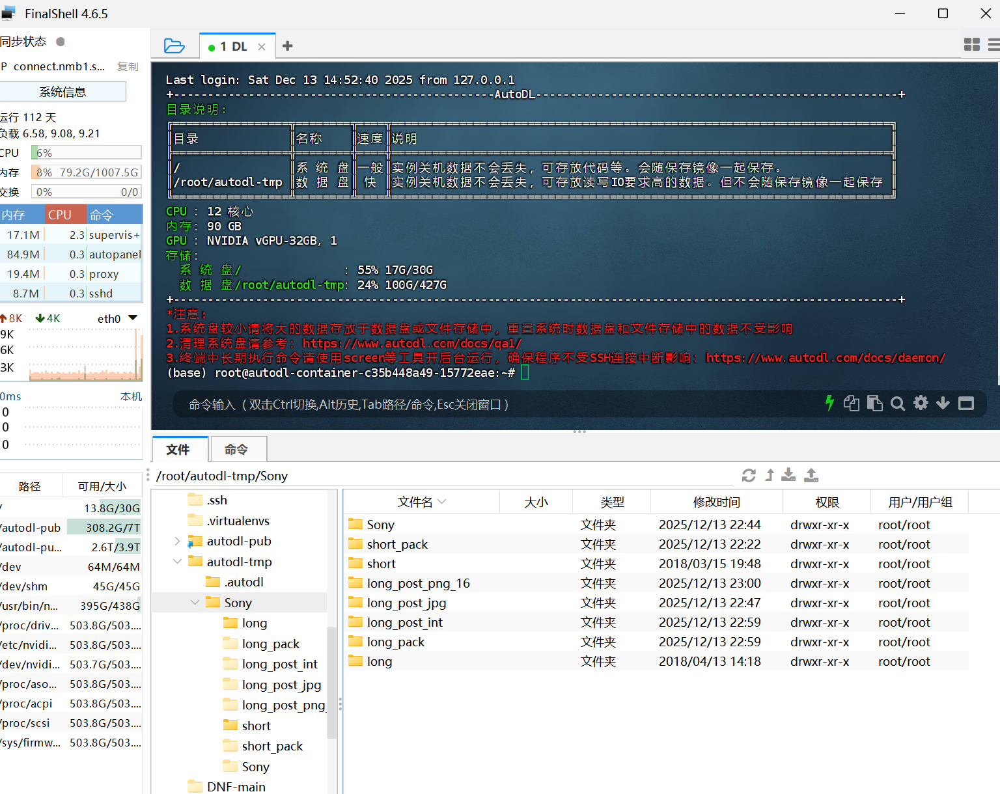 FinalShell 4.6.5
同步状态
P connect.nmb1.s... 复制
系统信息
运行 112 天
负载 6.58, 9.08, 9.21
CPU 6%
内存 8% 79.2G/1007.5G
交换 0% 0/0
内存 CPU 命令
17.1M 2.3 supervis+
84.9M 0.3 autopanel
19.4M 0.3 proxy
8.7M 0.3 sshd
8K 4K eth0
9K
6K
3K
0ms 本机
0
0
0
路径 可用/大小
/ 13.8G/30G
/autodl-pub 308.2G/7T
/autodl-pu... 2.6T/3.9T
/dev 64M/64M
/dev/shm 45G/45G
/usr/bin/n... 395G/438G
/proc/driv... 503.8G/503....
/etc/nvidi... 503.8G/503....
/dev/nvidi... 503.7G/503....
/proc/aso... 503.8G/503....
/proc/acpi 503.8G/503....
/proc/scsi 503.8G/503....
/sys/firmw... 503.8G/503....
1 DL
Last login: Sat Dec 13 14:52:40 2025 from 127.0.0.1
+-----------------------------------------------AutoDL-----------------------------------------------------+
目录说明:
目录 名称 速度 说明
/ 系 统 盘 一般 实例关机数据不会丢失，可存放代码等。会随保存镜像一起保存。
/root/autodl-tmp 数 据 盘 快 实例关机数据不会丢失，可存放读写IO要求高的数据。但不会随保存镜像一起保存
CPU : 12 核心
内存: 90 GB
GPU : NVIDIA vGPU-32GB, 1
存储:
系 统 盘/ : 55% 17G/30G
数 据 盘/root/autodl-tmp: 24% 100G/427G
+----------------------------------------------------------------------------------------------------------+
*注意:
1.系统盘较小请将大的数据存放于数据盘或文件存储中，重置系统时数据盘和文件存储中的数据不受影响
2.清理系统盘请参考: https://www.autodl.com/docs/qa1/
3.终端中长期执行命令请使用screen等工具开后台运行，确保程序不受SSH连接中断影响: https://www.autodl.com/docs/daemon/
(base) root@autodl-container-c35b448a49-15772eae:~#
命令输入 ( 双击Ctrl切换,Alt历史,Tab路径/命令,Esc关闭窗口 )
文件 命令
/root/autodl-tmp/Sony
.ssh
.virtualenvs
autodl-pub
autodl-tmp
.autodl
Sony
long
long_pack
long_post_int
long_post_jpg
long_post_png_
short
short_pack
Sony
DNF-main
文件名 大小 类型 修改时间 权限 用户/用户组
Sony 文件夹 2025/12/13 22:44 drwxr-xr-x root/root
short_pack 文件夹 2025/12/13 22:22 drwxr-xr-x root/root
short 文件夹 2018/03/15 19:48 drwxr-xr-x root/root
long_post_png_16 文件夹 2025/12/13 23:00 drwxr-xr-x root/root
long_post_jpg 文件夹 2025/12/13 22:47 drwxr-xr-x root/root
long_post_int 文件夹 2025/12/13 22:59 drwxr-xr-x root/root
long_pack 文件夹 2025/12/13 22:59 drwxr-xr-x root/root
long 文件夹 2018/04/13 14:18 drwxr-xr-x root/root